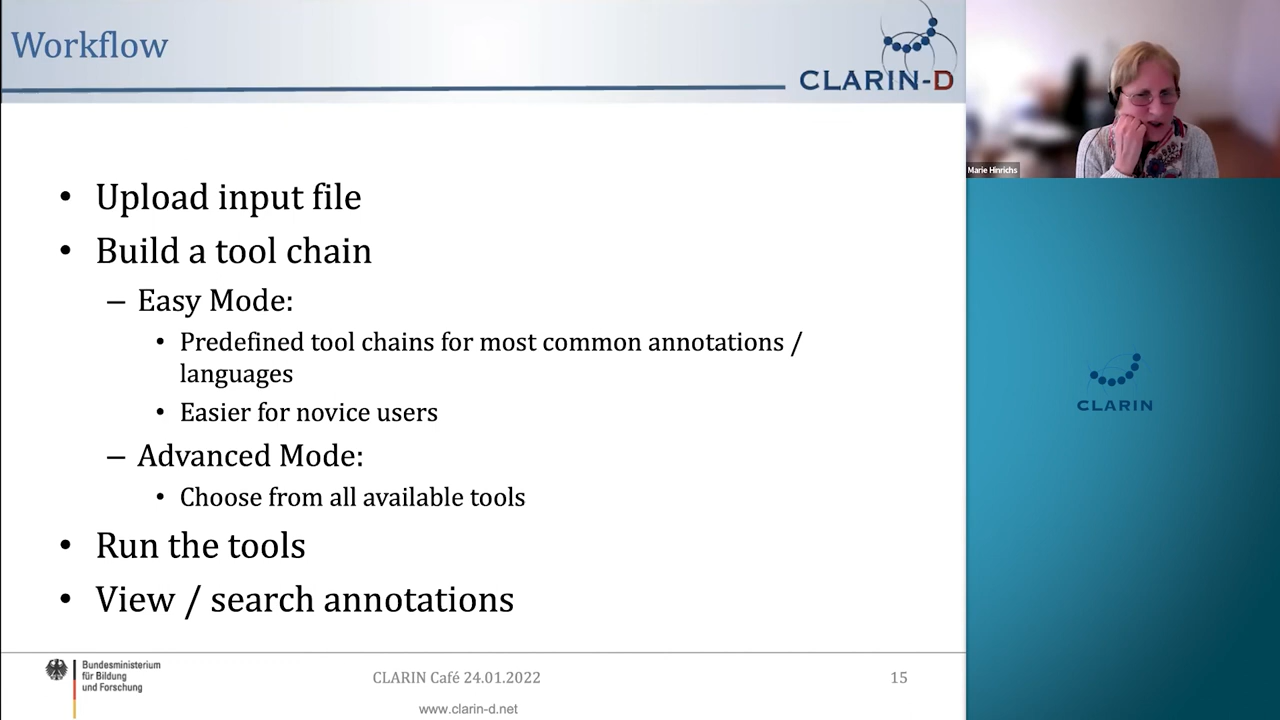 Workflow
CLARIN-D
• Upload input file
• Build a tool chain
– Easy Mode:
• Predefined tool chains for most common annotations /
languages
• Easier for novice users
– Advanced Mode:
• Choose from all available tools
• Run the tools
• View / search annotations
Bundesministerium
für Bildung
und Forschung
CLARIN Café 24.01.2022
15
www.clarin-d.net
Marie Hinrichs
CLARIN